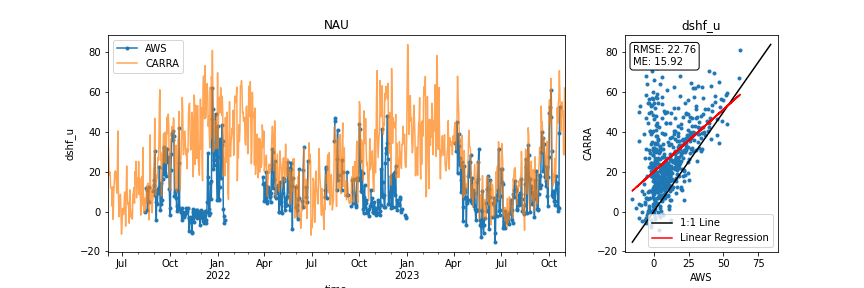 NAU
dshf_u
AWS
CARRA
80
60
40
20
0
−20
dshf_u
Jul
Oct
Jan
2022
Apr
Jul
Oct
Jan
2023
Apr
Jul
Oct
time
dshf_u
RMSE: 22.76
ME: 15.92
80
60
40
20
0
−20
CARRA
1:1 Line
Linear Regression
0
25
50
75
AWS